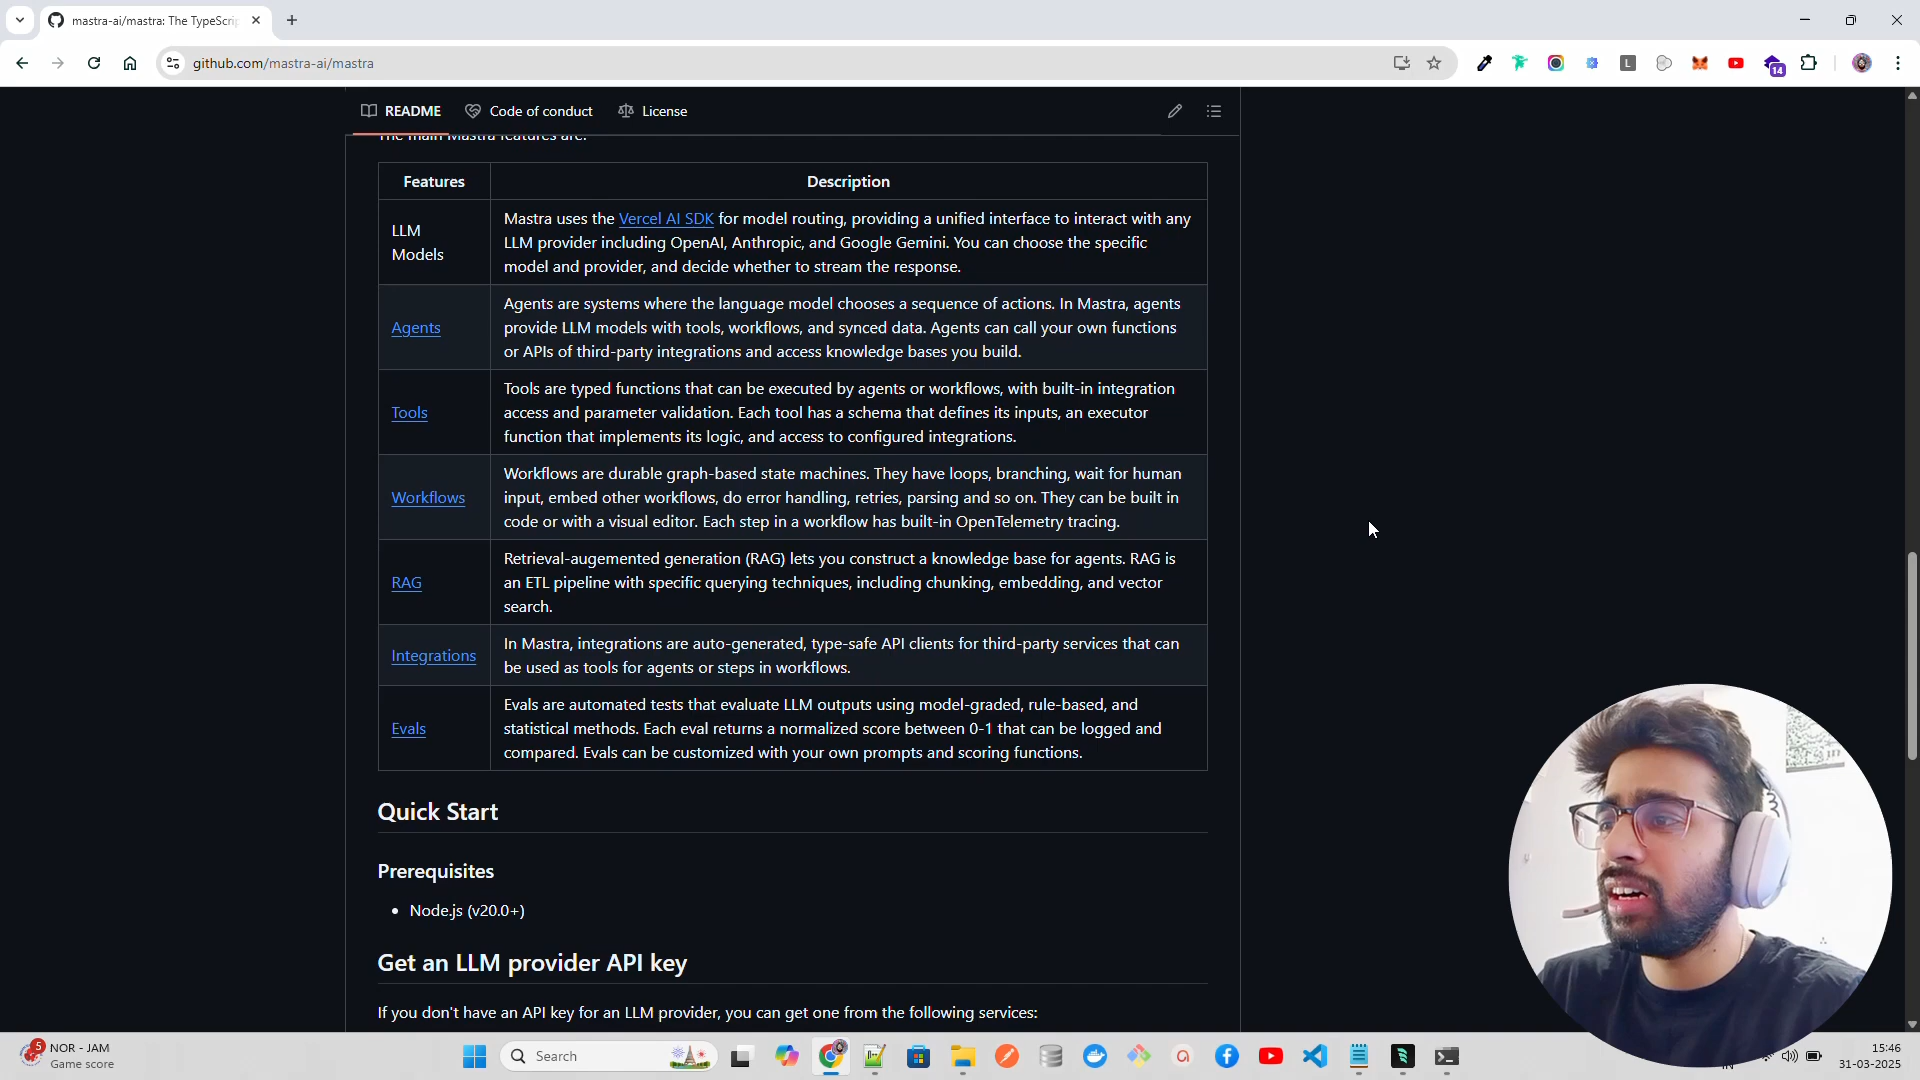 mastra-ai/mastra: The TypeScri
github.com/mastra-ai/mastra
L
14
README
Code of conduct
License
The main Mastra features are:
Features
Description
LLM
Models
Mastra uses the Vercel AI SDK for model routing, providing a unified interface to interact with any
LLM provider including OpenAI, Anthropic, and Google Gemini. You can choose the specific
model and provider, and decide whether to stream the response.
Agents
Agents are systems where the language model chooses a sequence of actions. In Mastra, agents
provide LLM models with tools, workflows, and synced data. Agents can call your own functions
or APIs of third-party integrations and access knowledge bases you build.
Tools
Tools are typed functions that can be executed by agents or workflows, with built-in integration
access and parameter validation. Each tool has a schema that defines its inputs, an executor
function that implements its logic, and access to configured integrations.
Workflows
Workflows are durable graph-based state machines. They have loops, branching, wait for human
input, embed other workflows, do error handling, retries, parsing and so on. They can be built in
code or with a visual editor. Each step in a workflow has built-in OpenTelemetry tracing.
RAG
Retrieval-augemented generation (RAG) lets you construct a knowledge base for agents. RAG is
an ETL pipeline with specific querying techniques, including chunking, embedding, and vector
search.
Integrations
In Mastra, integrations are auto-generated, type-safe API clients for third-party services that can
be used as tools for agents or steps in workflows.
Evals
Evals are automated tests that evaluate LLM outputs using model-graded, rule-based, and
statistical methods. Each eval returns a normalized score between 0-1 that can be logged and
compared. Evals can be customized with your own prompts and scoring functions.
Quick Start
Prerequisites
Node.js (v20.0+)
Get an LLM provider API key
If you don't have an API key for an LLM provider, you can get one from the following services:
5
NOR - JAM
Game score
Search
IN
15:46
31-03-2025